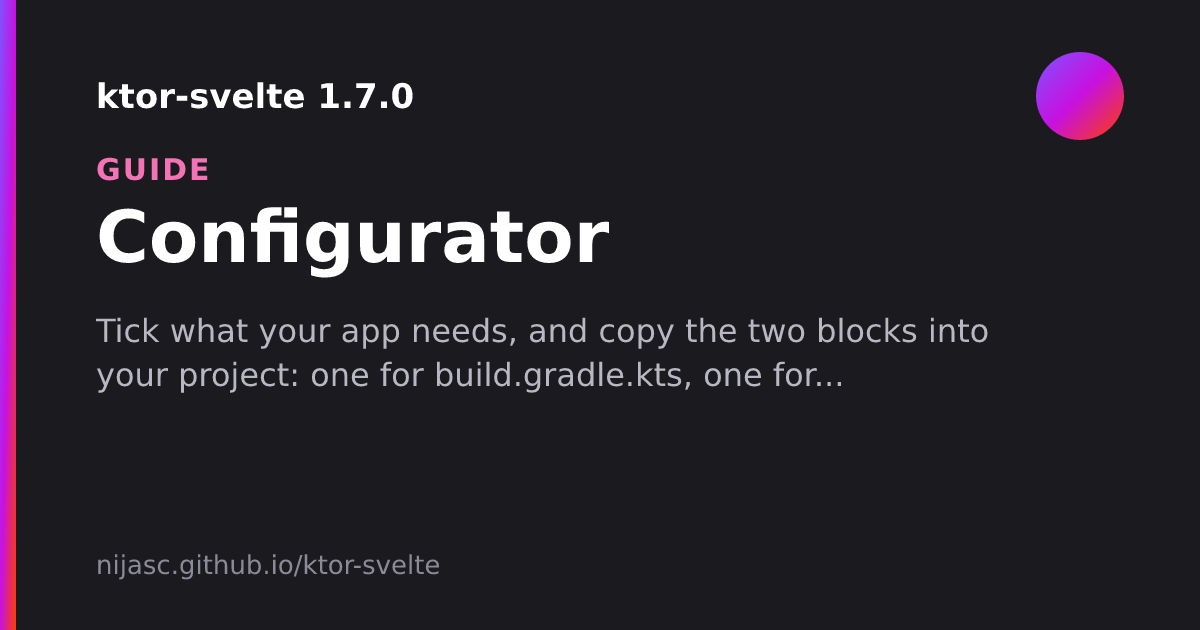 ktor-svelte 1.7.0
GUIDE
Configurator
Tick what your app needs, and copy the two blocks into
your project: one for build.gradle.kts, one for...
nijasc.github.io/ktor-svelte